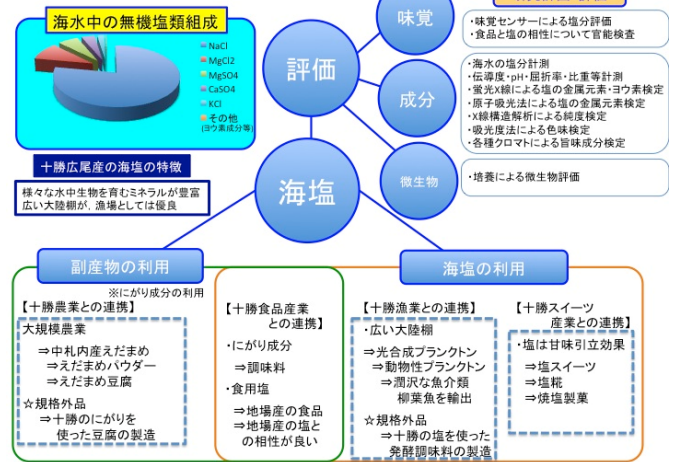 海水中の無機塩類組成
NaCl
MgCl2
MgSO4
CaSO4
KCl
その他
(ヨウ素成分等)
味覚
評価
成分
微生物
海塩
・味覚センサーによる塩分評価
・食品と塩の相性について官能検査
・海水の塩分計測
・伝導度・pH・屈折率・比重等計測
・蛍光X線による塩の金属元素・ヨウ素検定
・原子吸光法による塩の金属元素検定
・X線構造解析による純度検定
・吸光度法による色味検定
・各種クロマトによる旨味成分検定
・培養による微生物評価
十勝広尾産の海塩の特徴
様々な水中生物を育むミネラルが豊富
広い大陸棚が、漁場としては優良
副産物の利用
※にがり成分の利用
【十勝農業との連携】
大規模農業
⇒中札内産えだまめ
⇒えだまめパウダー
⇒えだまめ豆腐
☆規格外品
⇒十勝のにがりを
使った豆腐の製造
【十勝食品産業
との連携】
・にがり成分
⇒調味料
・食用塩
⇒地場産の食品
⇒地場産の塩と
の相性が良い
海塩の利用
【十勝漁業との連携】
・広い大陸棚
⇒光合成プランクトン
⇒動物性プランクトン
⇒潤沢な魚介類
柳葉魚を輸出
☆規格外品
⇒十勝の塩を使った
発酵調味料の製造
【十勝スイーツ
産業との連携】
・塩は甘味引立効果
⇒塩スイーツ
⇒塩糀
⇒焼塩製菓